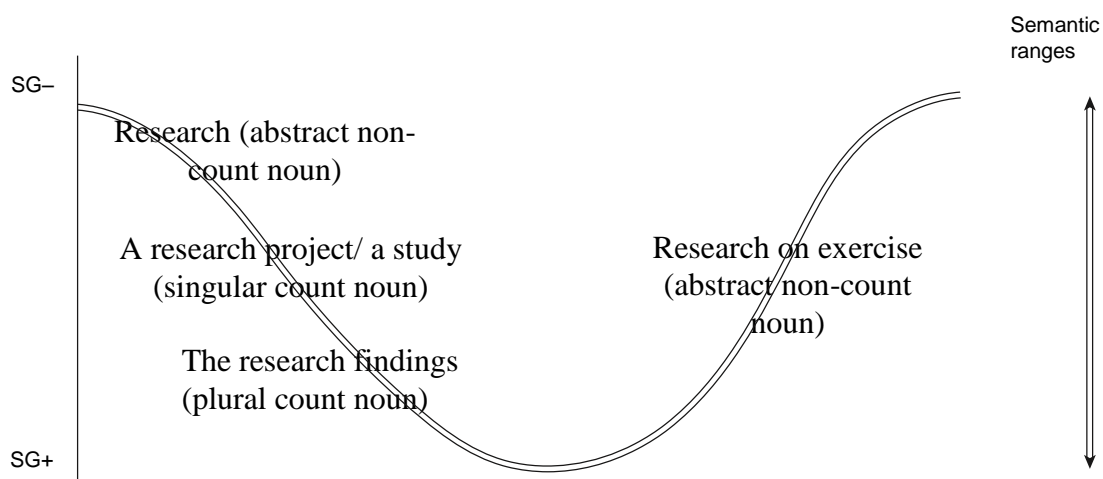 Semantic
ranges
SG–
Research (abstract non-
count noun)
A research project/ a study
(singular count noun)
Research on exercise
(abstract non-count
noun)
The research findings
(plural count noun)
SG+